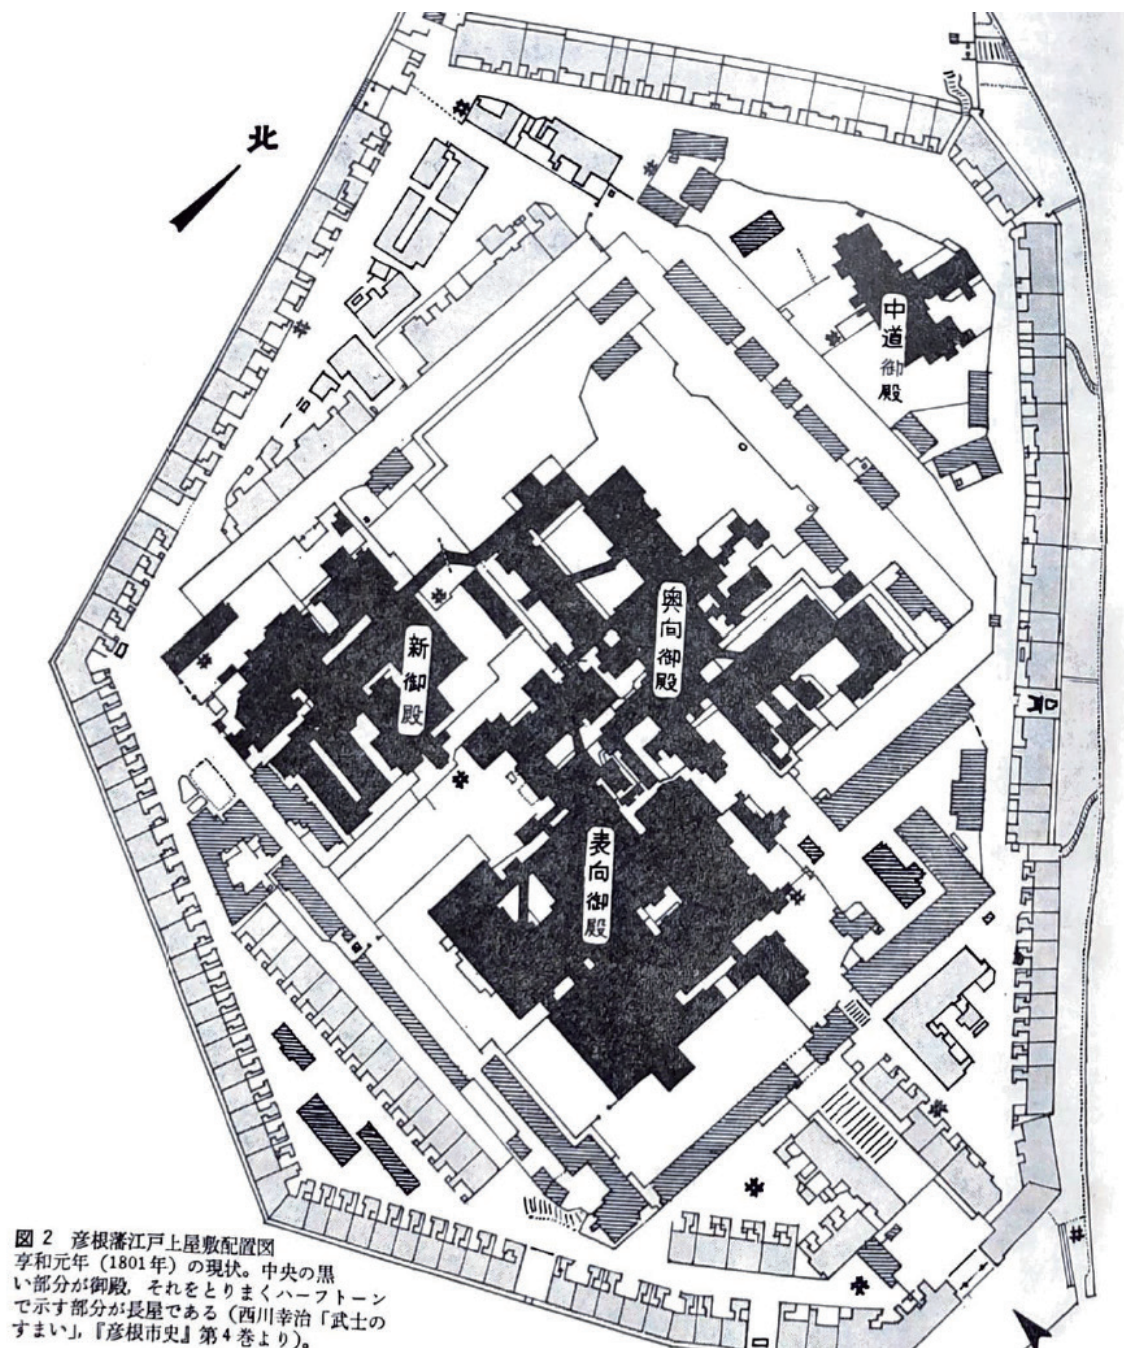 北
中道御殿
奥向御殿
新御殿
表向御殿
図2 彦根藩江戸上屋敷配置図
享和元年(1801年)の現状。中央の黒
い部分が御殿,それをとりまくハーフトーン
で示す部分が長屋である(西川幸治「武士の
すまい」,『彦根市史』第4巻より)。